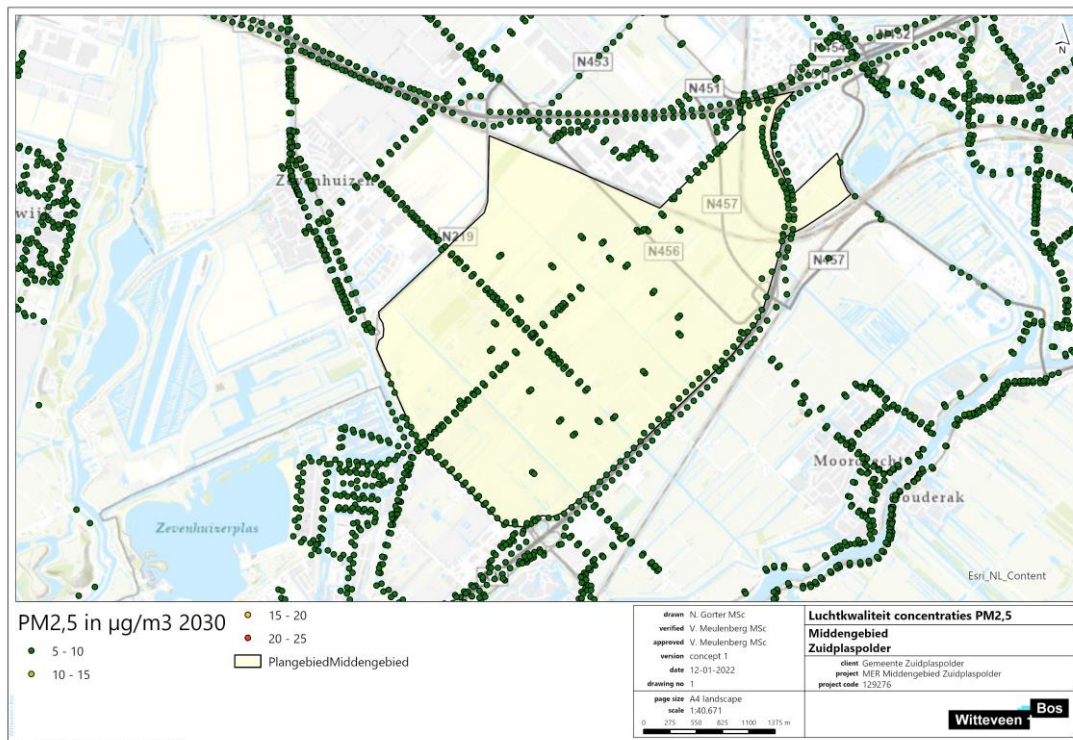 N452
N454
N453
N451
Zevenhuizen
N457
N219
N456
N457
Moordrecht
Gouderak
Zevenhuizerplas
Esri_NL_Content
PM2,5 in µg/m3 2030
5 - 10
10 - 15
15 - 20
20 - 25
PlangebiedMiddengebied
drawn N. Gorter MSc
verified V. Meulenberg MSc
approved V. Meulenberg MSc
version concept 1
date 12-01-2022
drawing no 1
page size A4 landscape
scale 1:40.671
0 275 550 825 1100 1375 m
Luchtkwaliteit concentraties PM2,5
Middengebied
Zuidplaspolder
client Gemeente Zuidplaspolder
project MER Middengebied Zuidplaspolder
project code 129276
Witteveen + Bos
N